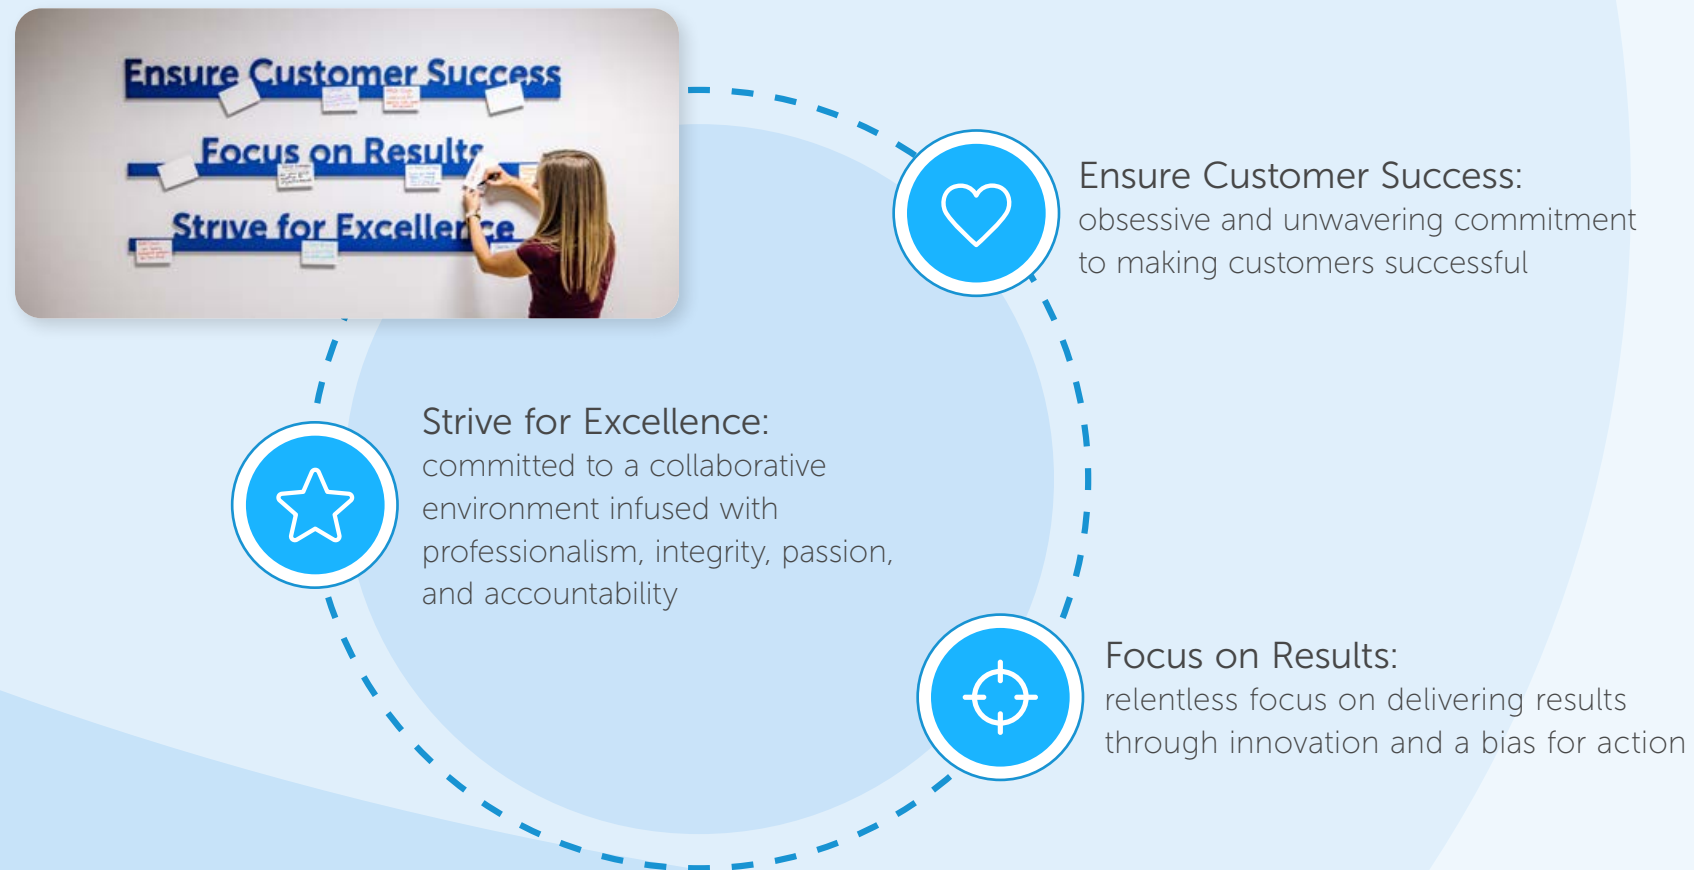 Ensure Customer Success
Focus on Results
Strive for Excellence
Ensure Customer Success:
obsessive and unwavering commitment
to making customers successful
Strive for Excellence:
committed to a collaborative
environment infused with
professionalism, integrity, passion,
and accountability
Focus on Results:
relentless focus on delivering results
through innovation and a bias for action